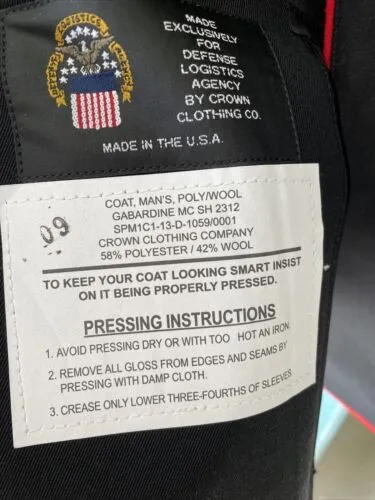 DEFENSE LOGISTICS AGENCY
MADE
EXCLUSIVELY
FOR
DEFENSE
LOGISTICS
AGENCY
BY CROWN
CLOTHING CO.
MADE IN THE U.S.A.
09
COAT, MAN'S, POLY/WOOL
GABARDINE MC SH 2312
SPM1C1-13-D-1059/0001
CROWN CLOTHING COMPANY
58% POLYESTER / 42% WOOL
TO KEEP YOUR COAT LOOKING SMART INSIST
ON IT BEING PROPERLY PRESSED.
PRESSING INSTRUCTIONS
1. AVOID PRESSING DRY OR WITH TOO HOT AN IRON.
2. REMOVE ALL GLOSS FROM EDGES AND SEAMS BY
PRESSING WITH DAMP CLOTH.
3. CREASE ONLY LOWER THREE-FOURTHS OF SLEEVES.